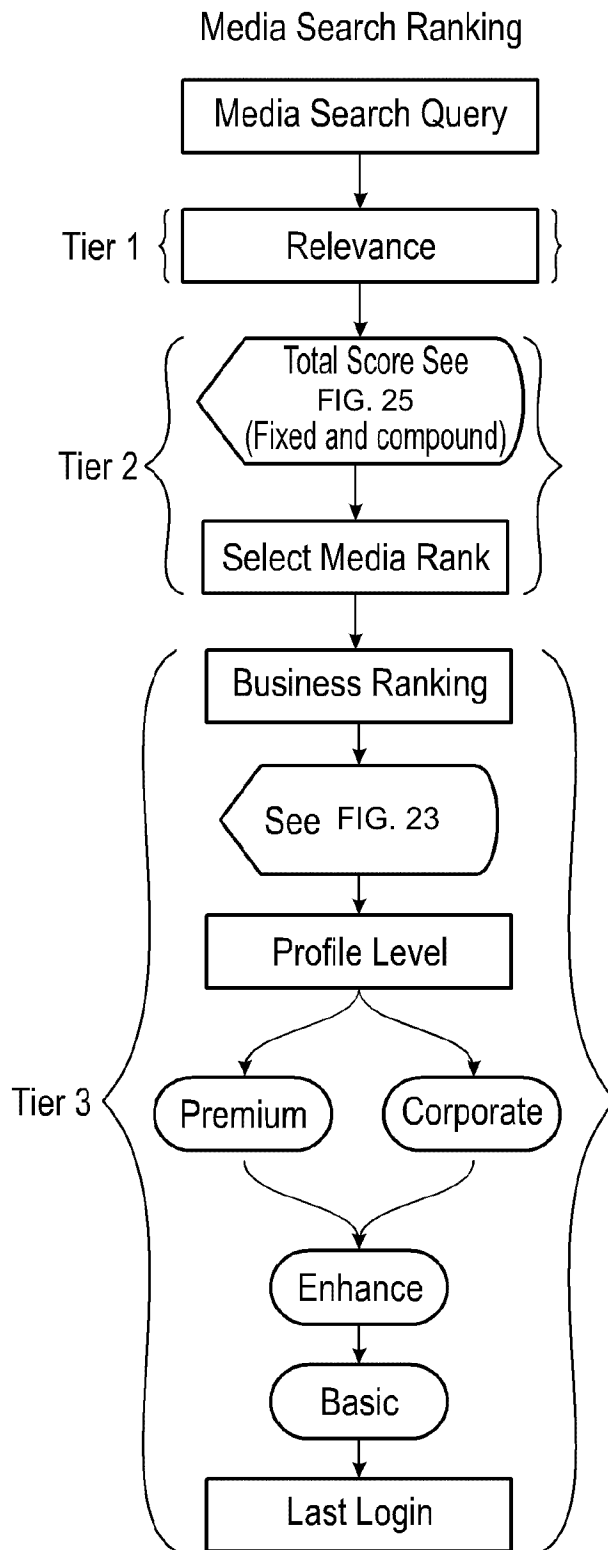 Media Search Ranking
Media Search Query
Tier 1
Relevance
Total Score See
FIG. 25
(Fixed and compound)
Tier 2
Select Media Rank
Business Ranking
See FIG. 23
Profile Level
Tier 3
Premium
Corporate
Enhance
Basic
Last Login